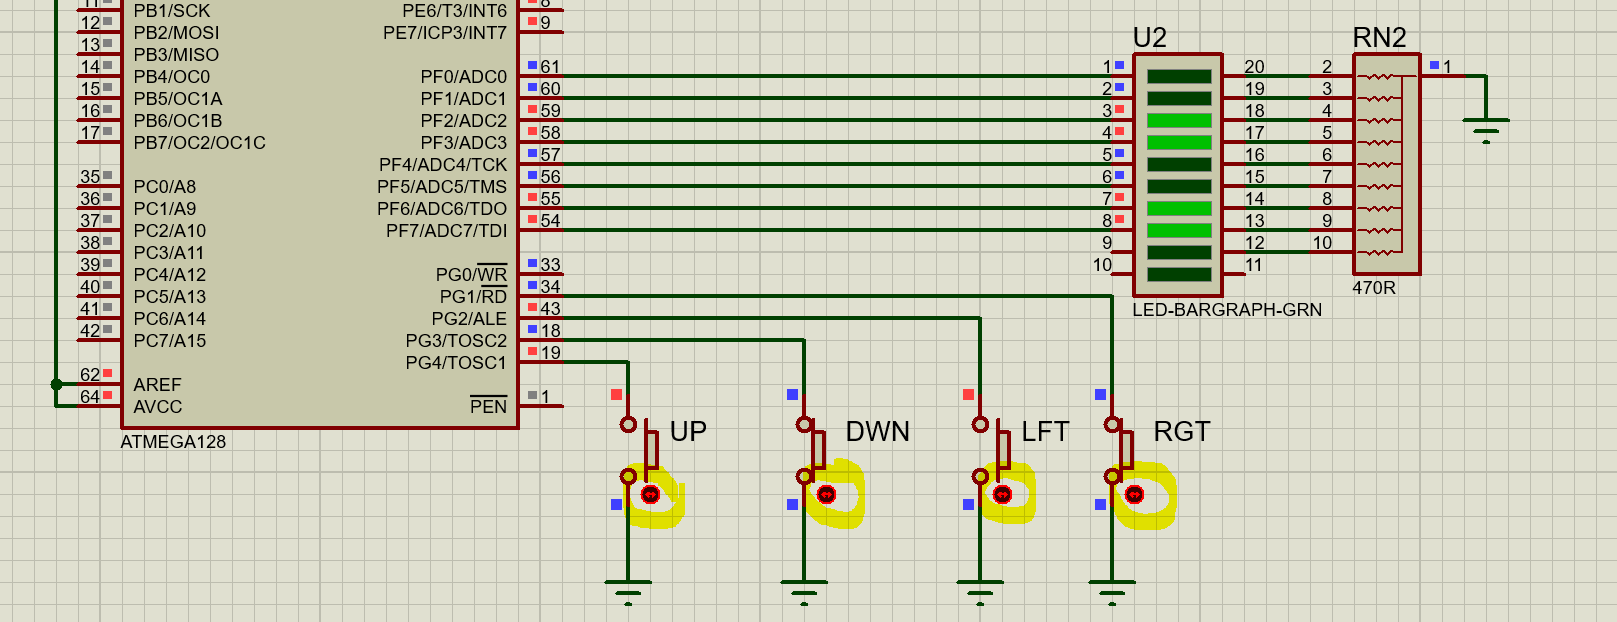 11 PB1/SCK PE6/T3/INT6 8
12 PB2/MOSI PE7/ICP3/INT7 9
13 PB3/MISO
14 PB4/OC0 PF0/ADC0 61
15 PB5/OC1A PF1/ADC1 60
16 PB6/OC1B PF2/ADC2 59
17 PB7/OC2/OC1C PF3/ADC3 58
PF4/ADC4/TCK 57
35 PC0/A8 PF5/ADC5/TMS 56
36 PC1/A9 PF6/ADC6/TDO 55
37 PC2/A10 PF7/ADC7/TDI 54
38 PC3/A11
39 PC4/A12 PG0/WR 33
40 PC5/A13 PG1/RD 34
41 PC6/A14 PG2/ALE 43
42 PC7/A15 PG3/TOSC2 18
PG4/TOSC1 19
62 AREF
64 AVCC PEN 1
ATMEGA128
U2
1 20
2 19
3 18
4 17
5 16
6 15
7 14
8 13
9 12
10 11
LED-BARGRAPH-GRN
RN2
2 1
3
4
5
6
7
8
9
10
470R
UP DWN LFT RGT